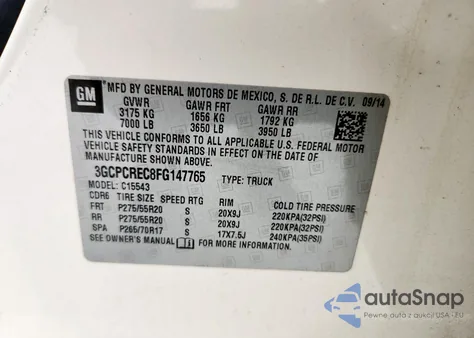 GM
MFD BY GENERAL MOTORS DE MEXICO, S. DE R.L. DE C.V. 09/14
GVWR GAWR FRT GAWR RR
3175 KG 1656 KG 1792 KG
7000 LB 3650 LB 3950 LB
THIS VEHICLE CONFORMS TO ALL APPLICABLE U.S. FEDERAL MOTOR
VEHICLE SAFETY STANDARDS IN EFFECT ON THE DATE OF
MANUFACTURE SHOWN ABOVE.
3GCPCREC8FG147765 TYPE: TRUCK
MODEL: C15543
CDR6 TIRE SIZE SPEED RTG RIM COLD TIRE PRESSURE
FRT P275/55R20 S 20X9J 220KPA(32PSI)
RR P275/55R20 S 20X9J 220KPA(32PSI)
SPA P265/70R17 S 17X7.5J 240KPA(35PSI)
SEE OWNER'S MANUAL FOR MORE INFORMATION.
autoSnap
Pewne auta z aukcji USA